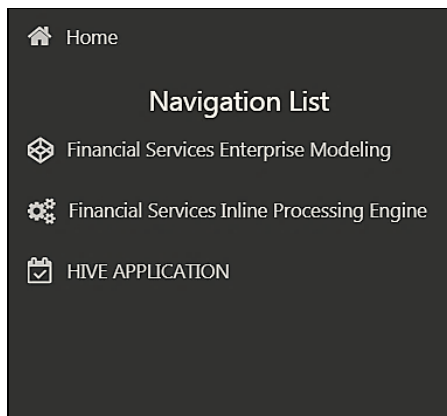 Home
Navigation List
Financial Services Enterprise Modeling
Financial Services Inline Processing Engine
HIVE APPLICATION